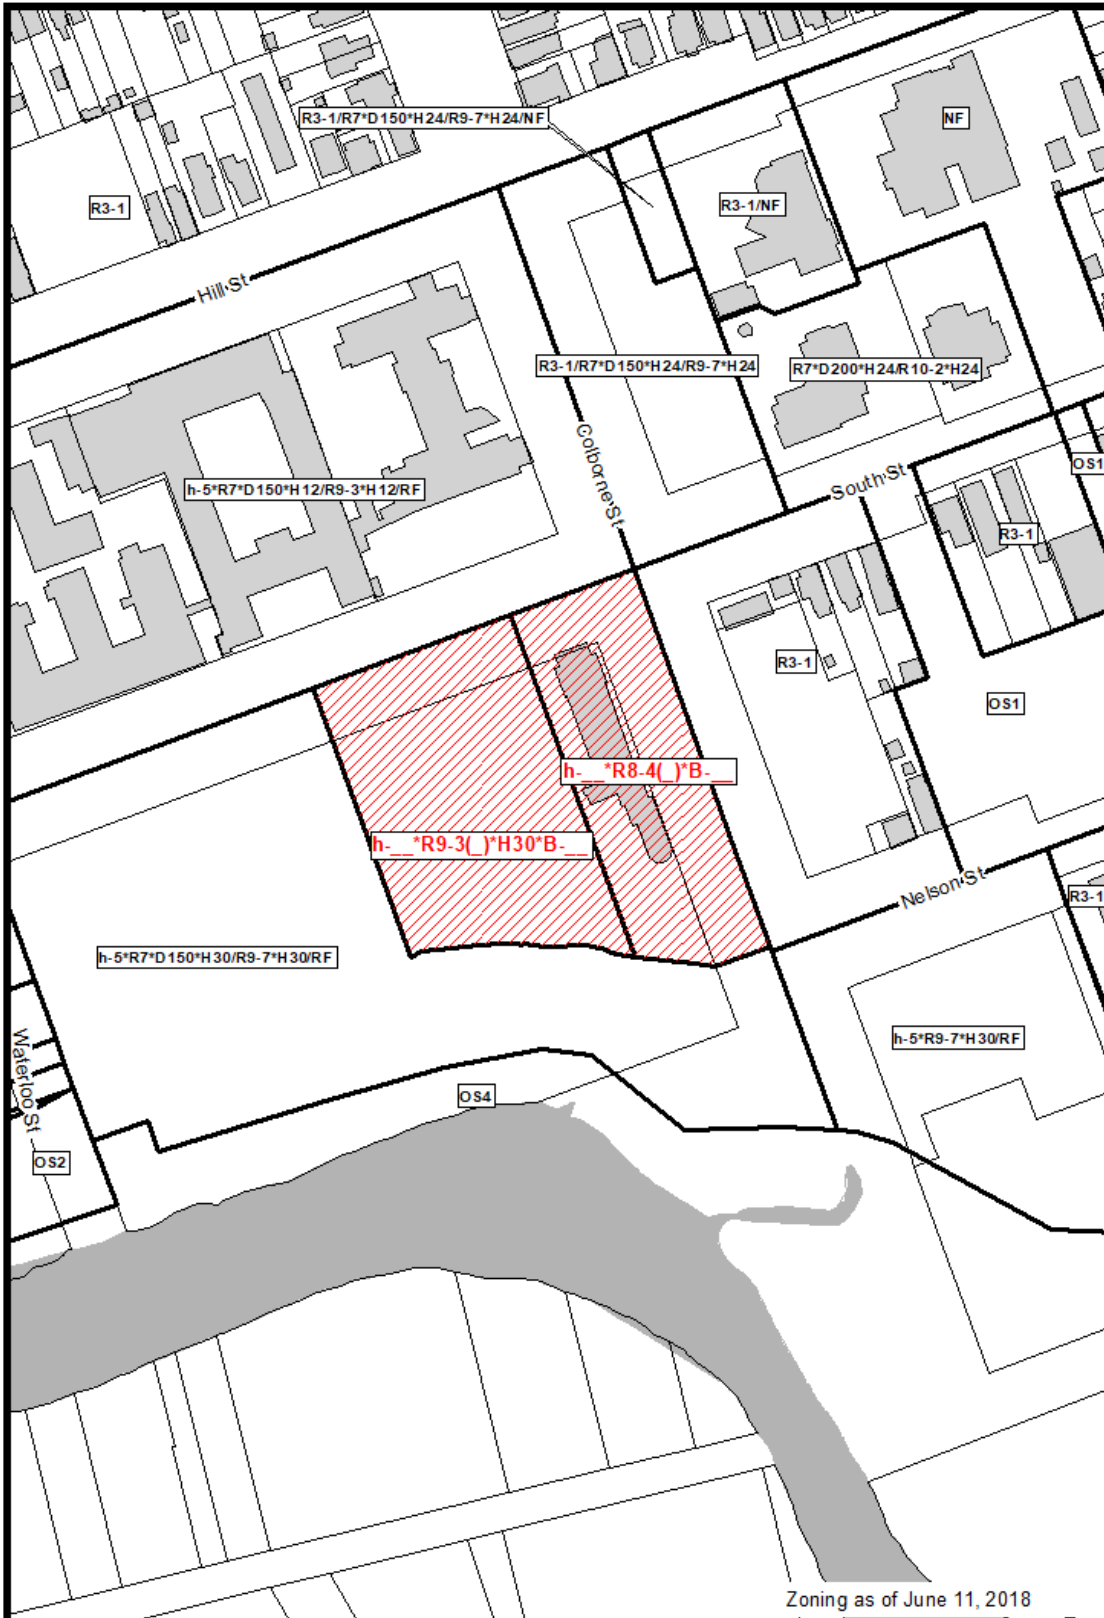 R3-1/R7*D150*H24/R9-7*H24/NF
NF
R3-1
R3-1/NF
Hill St
R3-1/R7*D150*H24/R9-7*H24
R7*D200*H24/R10-2*H24
Colborne St
OS1
South St
h-5*R7*D150*H12/R9-3*H12/RF
R3-1
R3-1
OS1
h-__*R8-4(_)*B-__
h-__*R9-3(_)*H30*B-__
Nelson St
R3-1
h-5*R7*D150*H30/R9-7*H30/RF
h-5*R9-7*H30/RF
Waterloo St
OS4
OS2
Zoning as of June 11, 2018